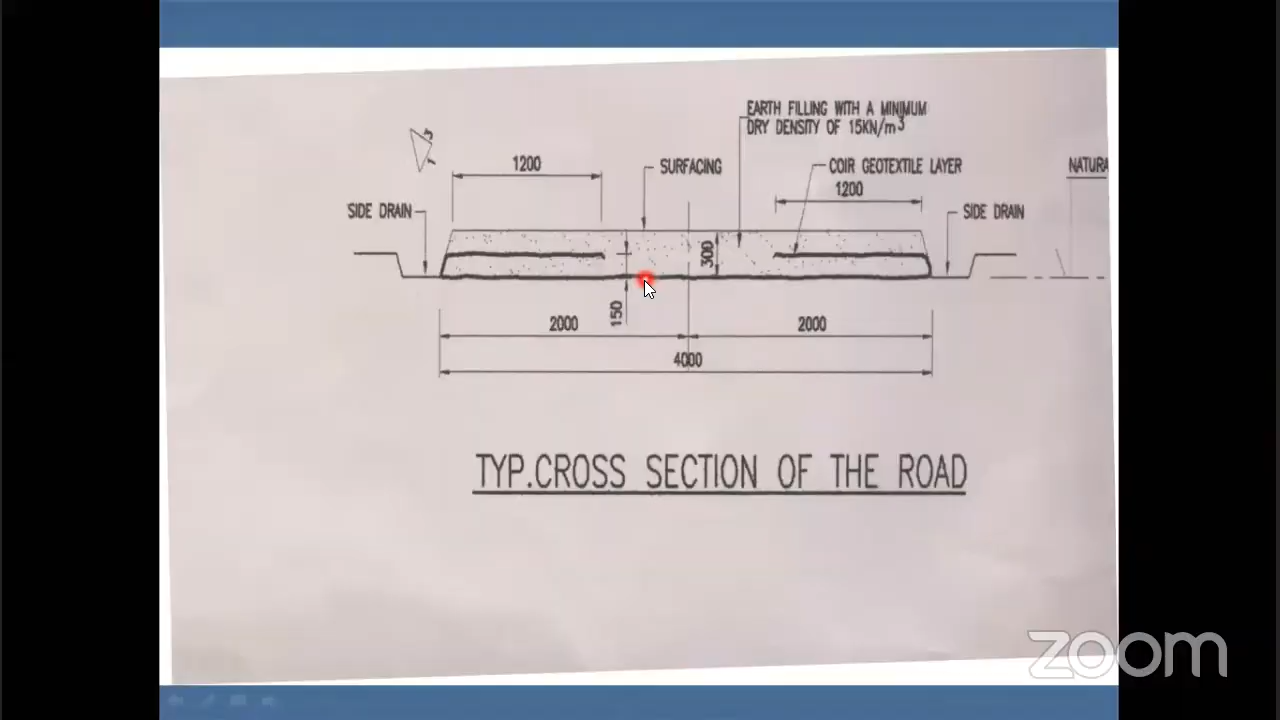 EARTH FILLING WITH A MINIMUM
DRY DENSITY OF 15KN/m3
1200
SURFACING
COIR GEOTEXTILE LAYER
NATURA
1200
SIDE DRAIN
SIDE DRAIN
300
150
2000
2000
4000
TYP.CROSS SECTION OF THE ROAD
zoom